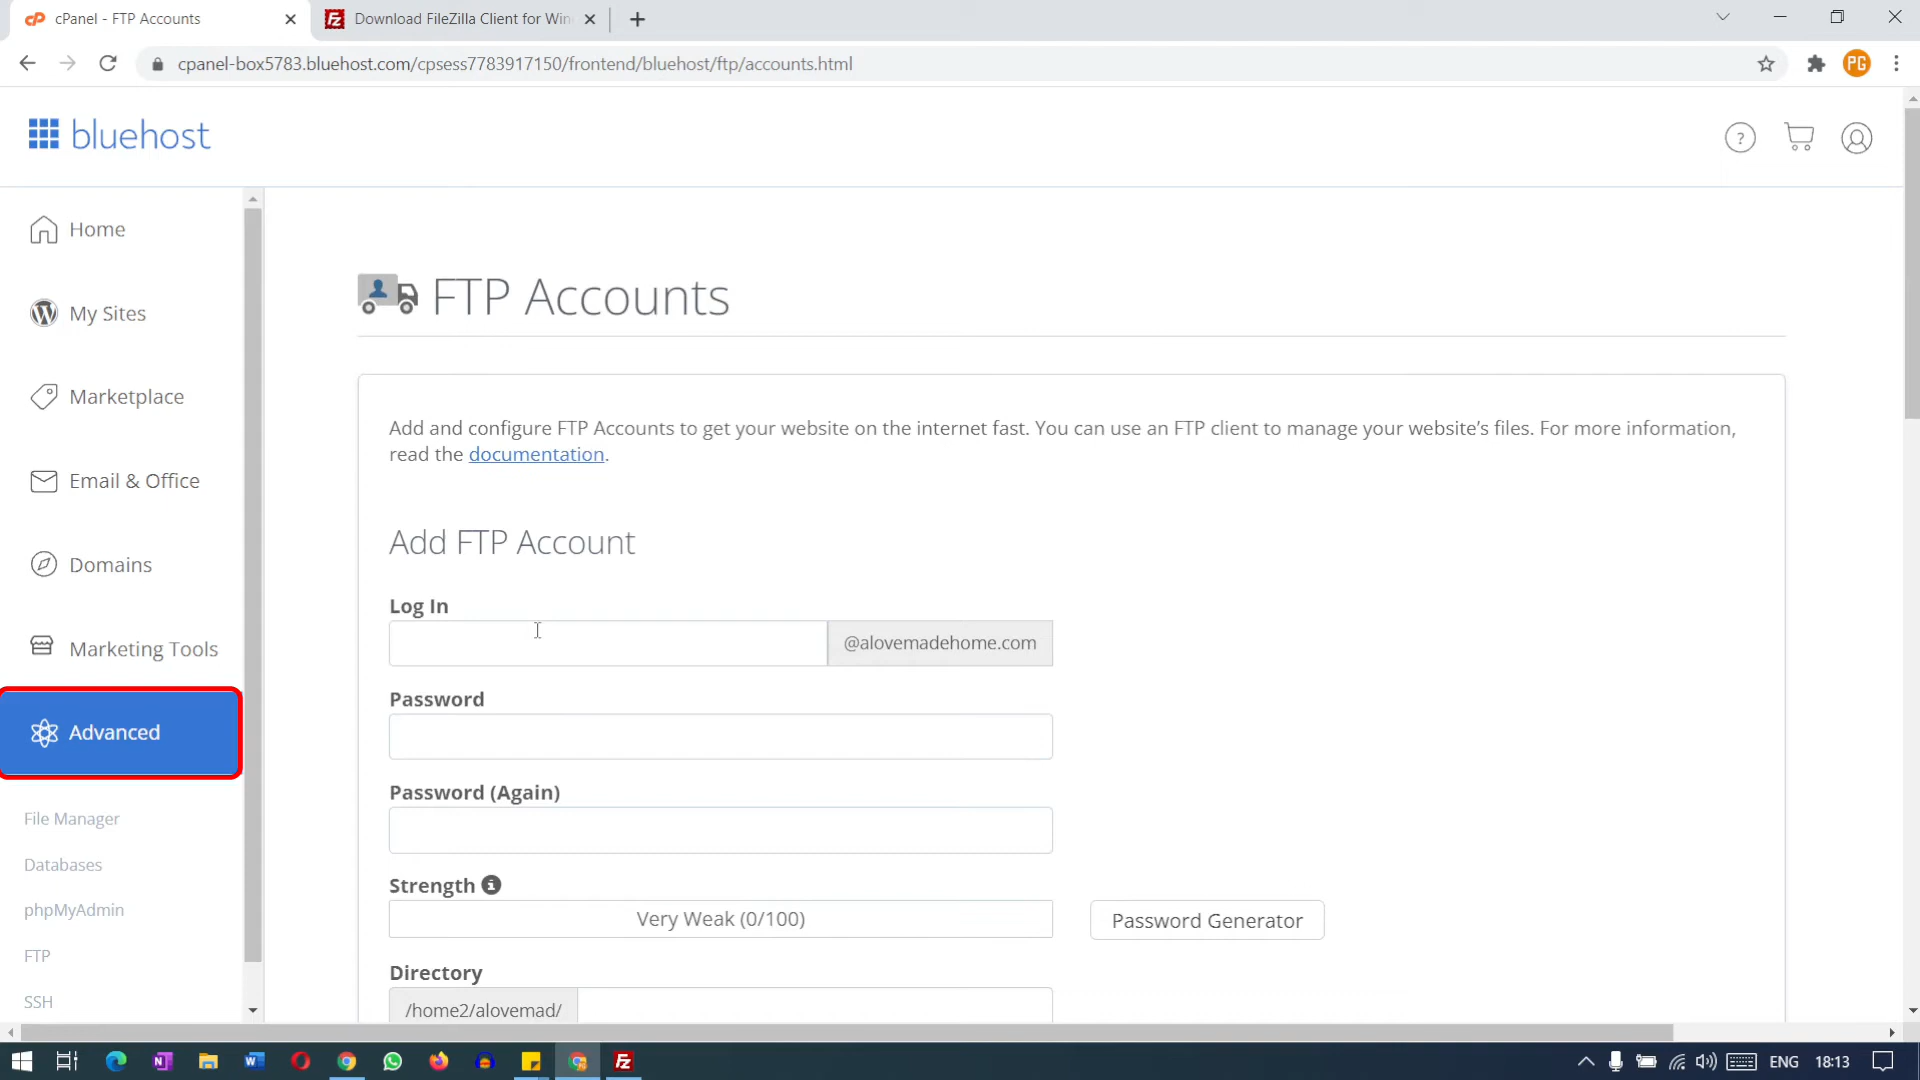 cPanel - FTP Accounts
Download FileZilla Client for Win
cpanel-box5783.bluehost.com/cpsess7783917150/frontend/bluehost/ftp/accounts.html
PG
bluehost
?
Home
My Sites
Marketplace
Email & Office
Domains
Marketing Tools
Advanced
File Manager
Databases
phpMyAdmin
FTP
SSH
FTP Accounts
Add and configure FTP Accounts to get your website on the internet fast. You can use an FTP client to manage your website’s files. For more information,
read the documentation.
Add FTP Account
Log In
@alovemadehome.com
Password
Password (Again)
Strength
Very Weak (0/100)
Password Generator
Directory
/home2/alovemad/
ENG
18:13